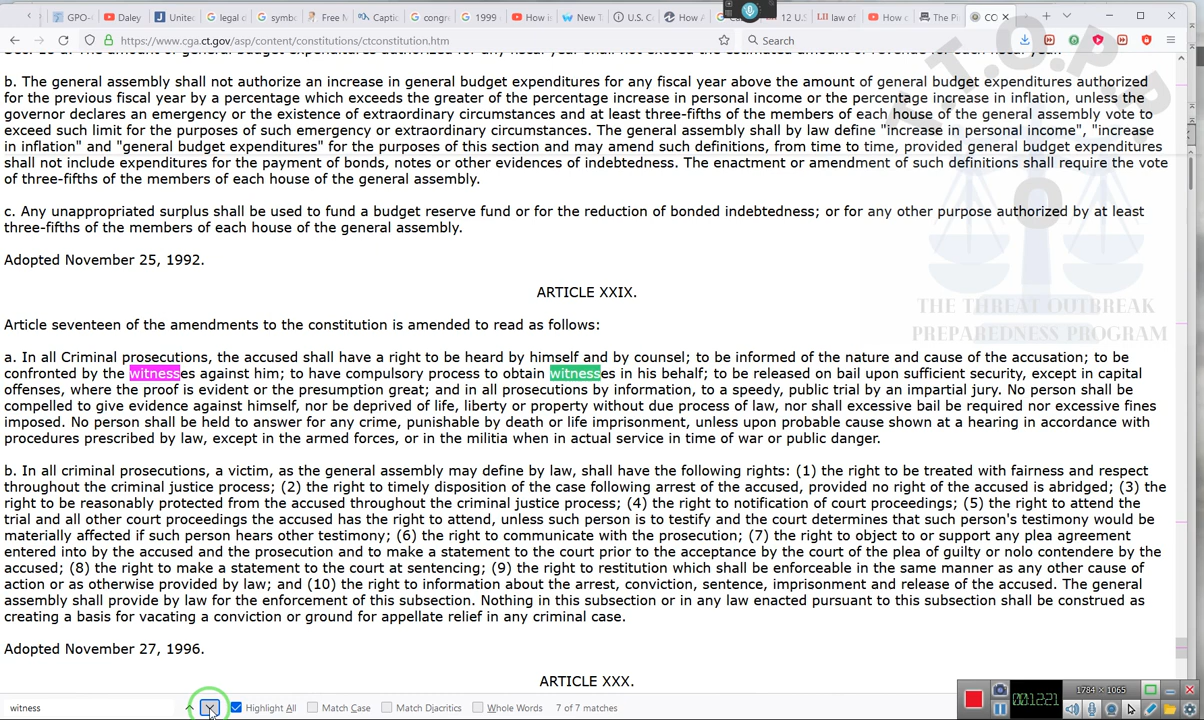 GPO-
Daley
Unitec
legal c
symbc
Free M
Captic
congr
1999
How is
New T
U.S. C
How A
12 U.S
law of
How c
The Pi
CO
https://www.cga.ct.gov/asp/content/constitutions/ctconstitution.htm
Search
b. The general assembly shall not authorize an increase in general budget expenditures for any fiscal year above the amount of general budget expenditures authorized
for the previous fiscal year by a percentage which exceeds the greater of the percentage increase in personal income or the percentage increase in inflation, unless the
governor declares an emergency or the existence of extraordinary circumstances and at least three-fifths of the members of each house of the general assembly vote to
exceed such limit for the purposes of such emergency or extraordinary circumstances. The general assembly shall by law define "increase in personal income", "increase
in inflation" and "general budget expenditures" for the purposes of this section and may amend such definitions, from time to time, provided general budget expenditures
shall not include expenditures for the payment of bonds, notes or other evidences of indebtedness. The enactment or amendment of such definitions shall require the vote
of three-fifths of the members of each house of the general assembly.
c. Any unappropriated surplus shall be used to fund a budget reserve fund or for the reduction of bonded indebtedness; or for any other purpose authorized by at least
three-fifths of the members of each house of the general assembly.
Adopted November 25, 1992.
THE THREAT OUTBREAK
PREPAREDNESS PROGRAM
ARTICLE XXIX.
Article seventeen of the amendments to the constitution is amended to read as follows:
a. In all Criminal prosecutions, the accused shall have a right to be heard by himself and by counsel; to be informed of the nature and cause of the accusation; to be
confronted by the witnesses against him; to have compulsory process to obtain witnesses in his behalf; to be released on bail upon sufficient security, except in capital
offenses, where the proof is evident or the presumption great; and in all prosecutions by information, to a speedy, public trial by an impartial jury. No person shall be
compelled to give evidence against himself, nor be deprived of life, liberty or property without due process of law, nor shall excessive bail be required nor excessive fines
imposed. No person shall be held to answer for any crime, punishable by death or life imprisonment, unless upon probable cause shown at a hearing in accordance with
procedures prescribed by law, except in the armed forces, or in the militia when in actual service in time of war or public danger.
b. In all criminal prosecutions, a victim, as the general assembly may define by law, shall have the following rights: (1) the right to be treated with fairness and respect
throughout the criminal justice process; (2) the right to timely disposition of the case following arrest of the accused, provided no right of the accused is abridged; (3) the
right to be reasonably protected from the accused throughout the criminal justice process; (4) the right to notification of court proceedings; (5) the right to attend the
trial and all other court proceedings the accused has the right to attend, unless such person is to testify and the court determines that such person's testimony would be
materially affected if such person hears other testimony; (6) the right to communicate with the prosecution; (7) the right to object to or support any plea agreement
entered into by the accused and the prosecution and to make a statement to the court prior to the acceptance by the court of the plea of guilty or nolo contendere by the
accused; (8) the right to make a statement to the court at sentencing; (9) the right to restitution which shall be enforceable in the same manner as any other cause of
action or as otherwise provided by law; and (10) the right to information about the arrest, conviction, sentence, imprisonment and release of the accused. The general
assembly shall provide by law for the enforcement of this subsection. Nothing in this subsection or in any law enacted pursuant to this subsection shall be construed as
creating a basis for vacating a conviction or ground for appellate relief in any criminal case.
Adopted November 27, 1996.
ARTICLE XXX.
witness
Highlight All
Match Case
Match Diacritics
Whole Words
7 of 7 matches
1784 × 1065